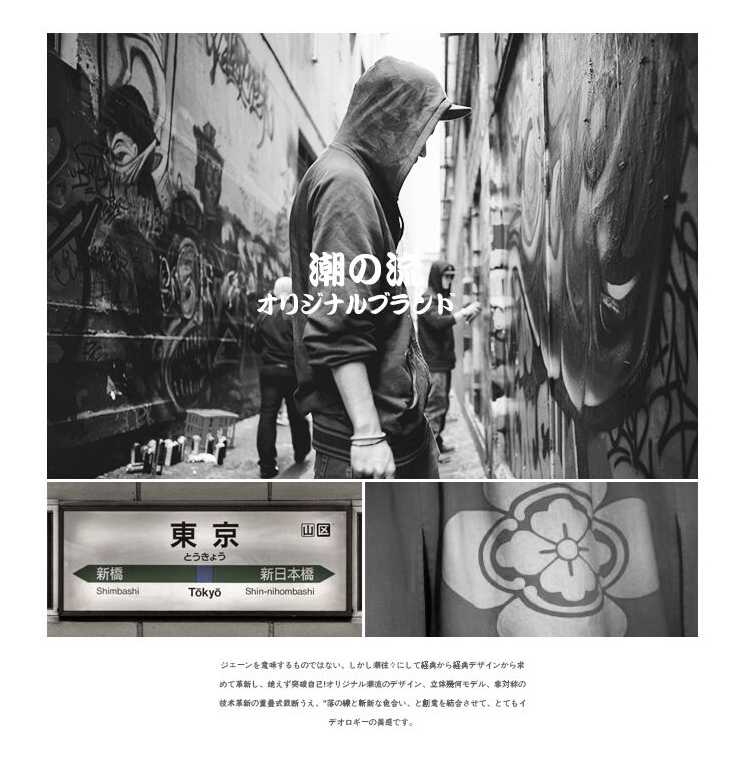 潮の流
オリジナルブランド
東京
山区
とうきょう
新橋
新日本橋
Shimbashi
Tōkyō
Shin-nihombashi
ジェーンを意味するものではない、しかし潮往々にして経典から経典デザインから求
めて革新し、絶えず突破自己!オリジナル潮流のデザイン、立体幾何モデル、非対称の
技术革新の重畳式裁断うえ、"落の線と斬新な色合い、と創意を結合させて、とてもイ
デオロギーの美感です。